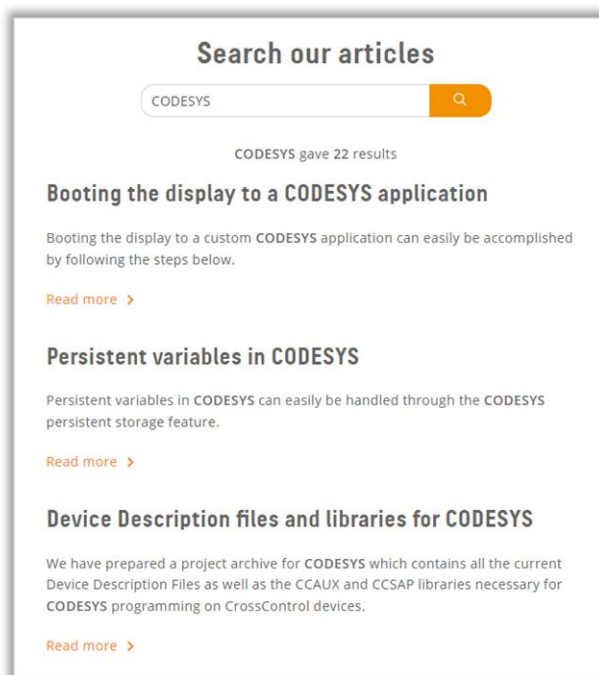 Search our articles
CODESYS
CODESYS gave 22 results
Booting the display to a CODESYS application
Booting the display to a custom CODESYS application can easily be accomplished
by following the steps below.
Read more
Persistent variables in CODESYS
Persistent variables in CODESYS can easily be handled through the CODESYS
persistent storage feature.
Read more
Device Description files and libraries for CODESYS
We have prepared a project archive for CODESYS which contains all the current
Device Description Files as well as the CCAUX and CCSAP libraries necessary for
CODESYS programming on CrossControl devices.
Read more